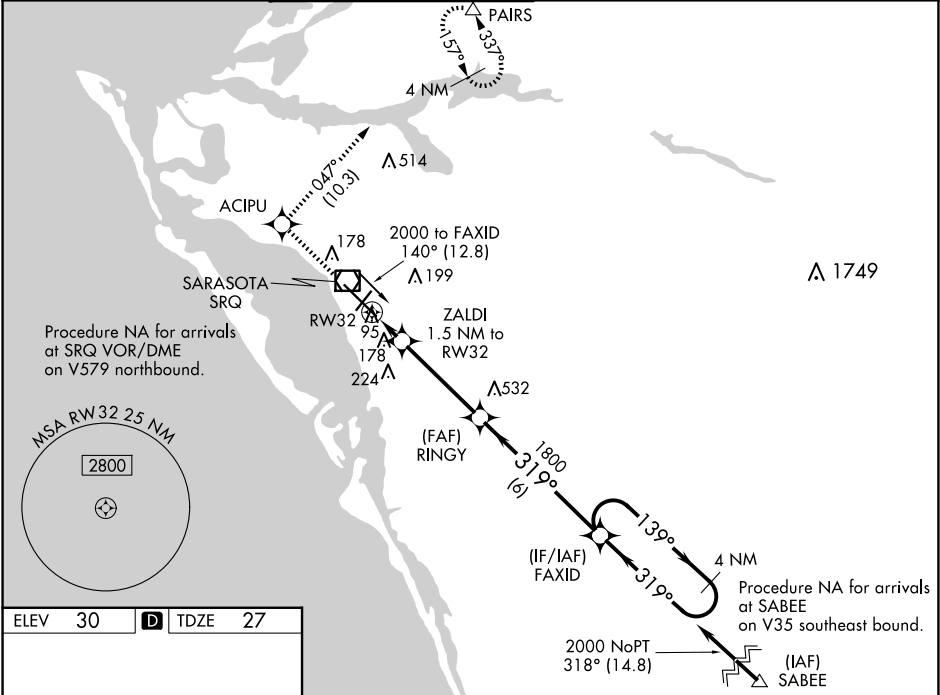 PAIRS
157°
337°
4 NM
047°
(10.3)
514
ACIPU
178
2000 to FAXID
140° (12.8)
199
1749
SARASOTA
SRQ
RW32
95
ZALDI
1.5 NM to
RW32
178
224
Procedure NA for arrivals
at SRQ VOR/DME
on V579 northbound.
532
MSA RW32 25 NM
2800
(FAF)
RINGY
1800
319°
(6)
(IF/IAF)
FAXID
139°
319°
4 NM
Procedure NA for arrivals
at SABEE
on V35 southeast bound.
2000 NoPT
318° (14.8)
(IAF)
SABEE
ELEV 30 D TDZE 27